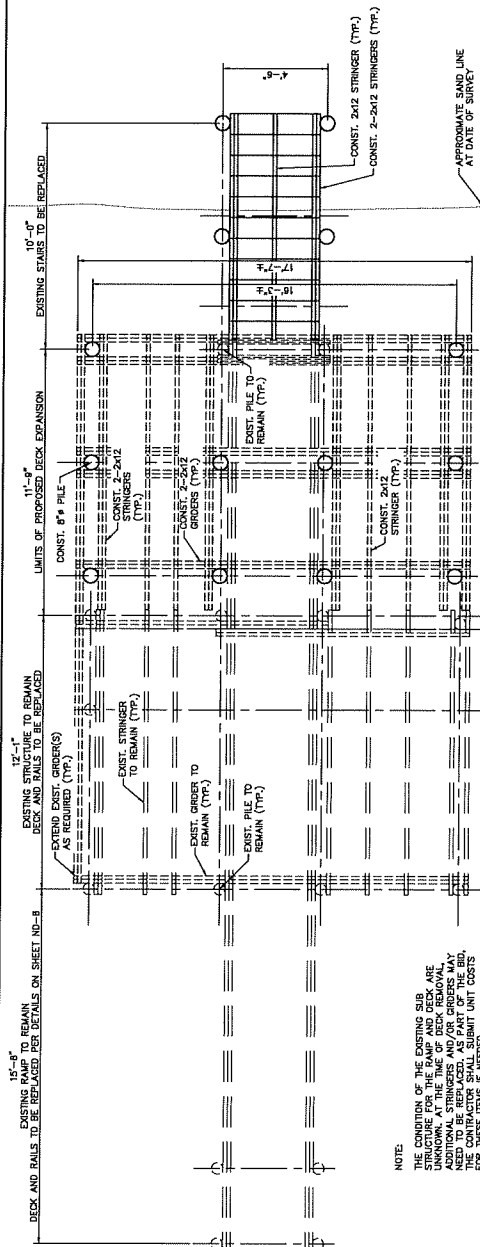 15'-8"
EXISTING RAMP TO REMAIN
DECK AND RAILS TO BE REPLACED PER DETAILS ON SHEET ND-8
12'-1"
EXISTING STRUCTURE TO REMAIN
DECK AND RAILS TO BE REPLACED
11'-9"
LIMITS OF PROPOSED DECK EXPANSION
10'-0"
EXISTING STAIRS TO BE REPLACED
EXTEND EXIST. GIRDER(S)
AS REQUIRED (TYP.)
EXIST. STRINGER
TO REMAIN (TYP.)
EXIST. GIRDER TO
REMAIN (TYP.)
EXIST. PILE TO
REMAIN (TYP.)
CONST. 8"ø PILE
CONST. 2-2x12
STRINGERS
(TYP.)
CONST. 2-2x12
GIRDERS (TYP.)
EXIST. PILE TO
REMAIN (TYP.)
CONST. 2x12
STRINGER (TYP.)
16'-3"±
17'-7"±
4'-6"
CONST. 2x12 STRINGER (TYP.)
CONST. 2-2x12 STRINGERS (TYP.)
APPROXIMATE SAND LINE
AT DATE OF SURVEY
NOTE:
THE CONDITION OF THE EXISTING SUB
STRUCTURE FOR THE RAMP AND DECK ARE
UNKNOWN. AT THE TIME OF DECK REMOVAL,
ADDITIONAL STRINGERS AND/OR GIRDERS MAY
NEED TO BE REPLACED. AS PART OF THE BID,
THE CONTRACTOR SHALL SUBMIT UNIT COSTS
FOR THESE ITEMS IF NEEDED.